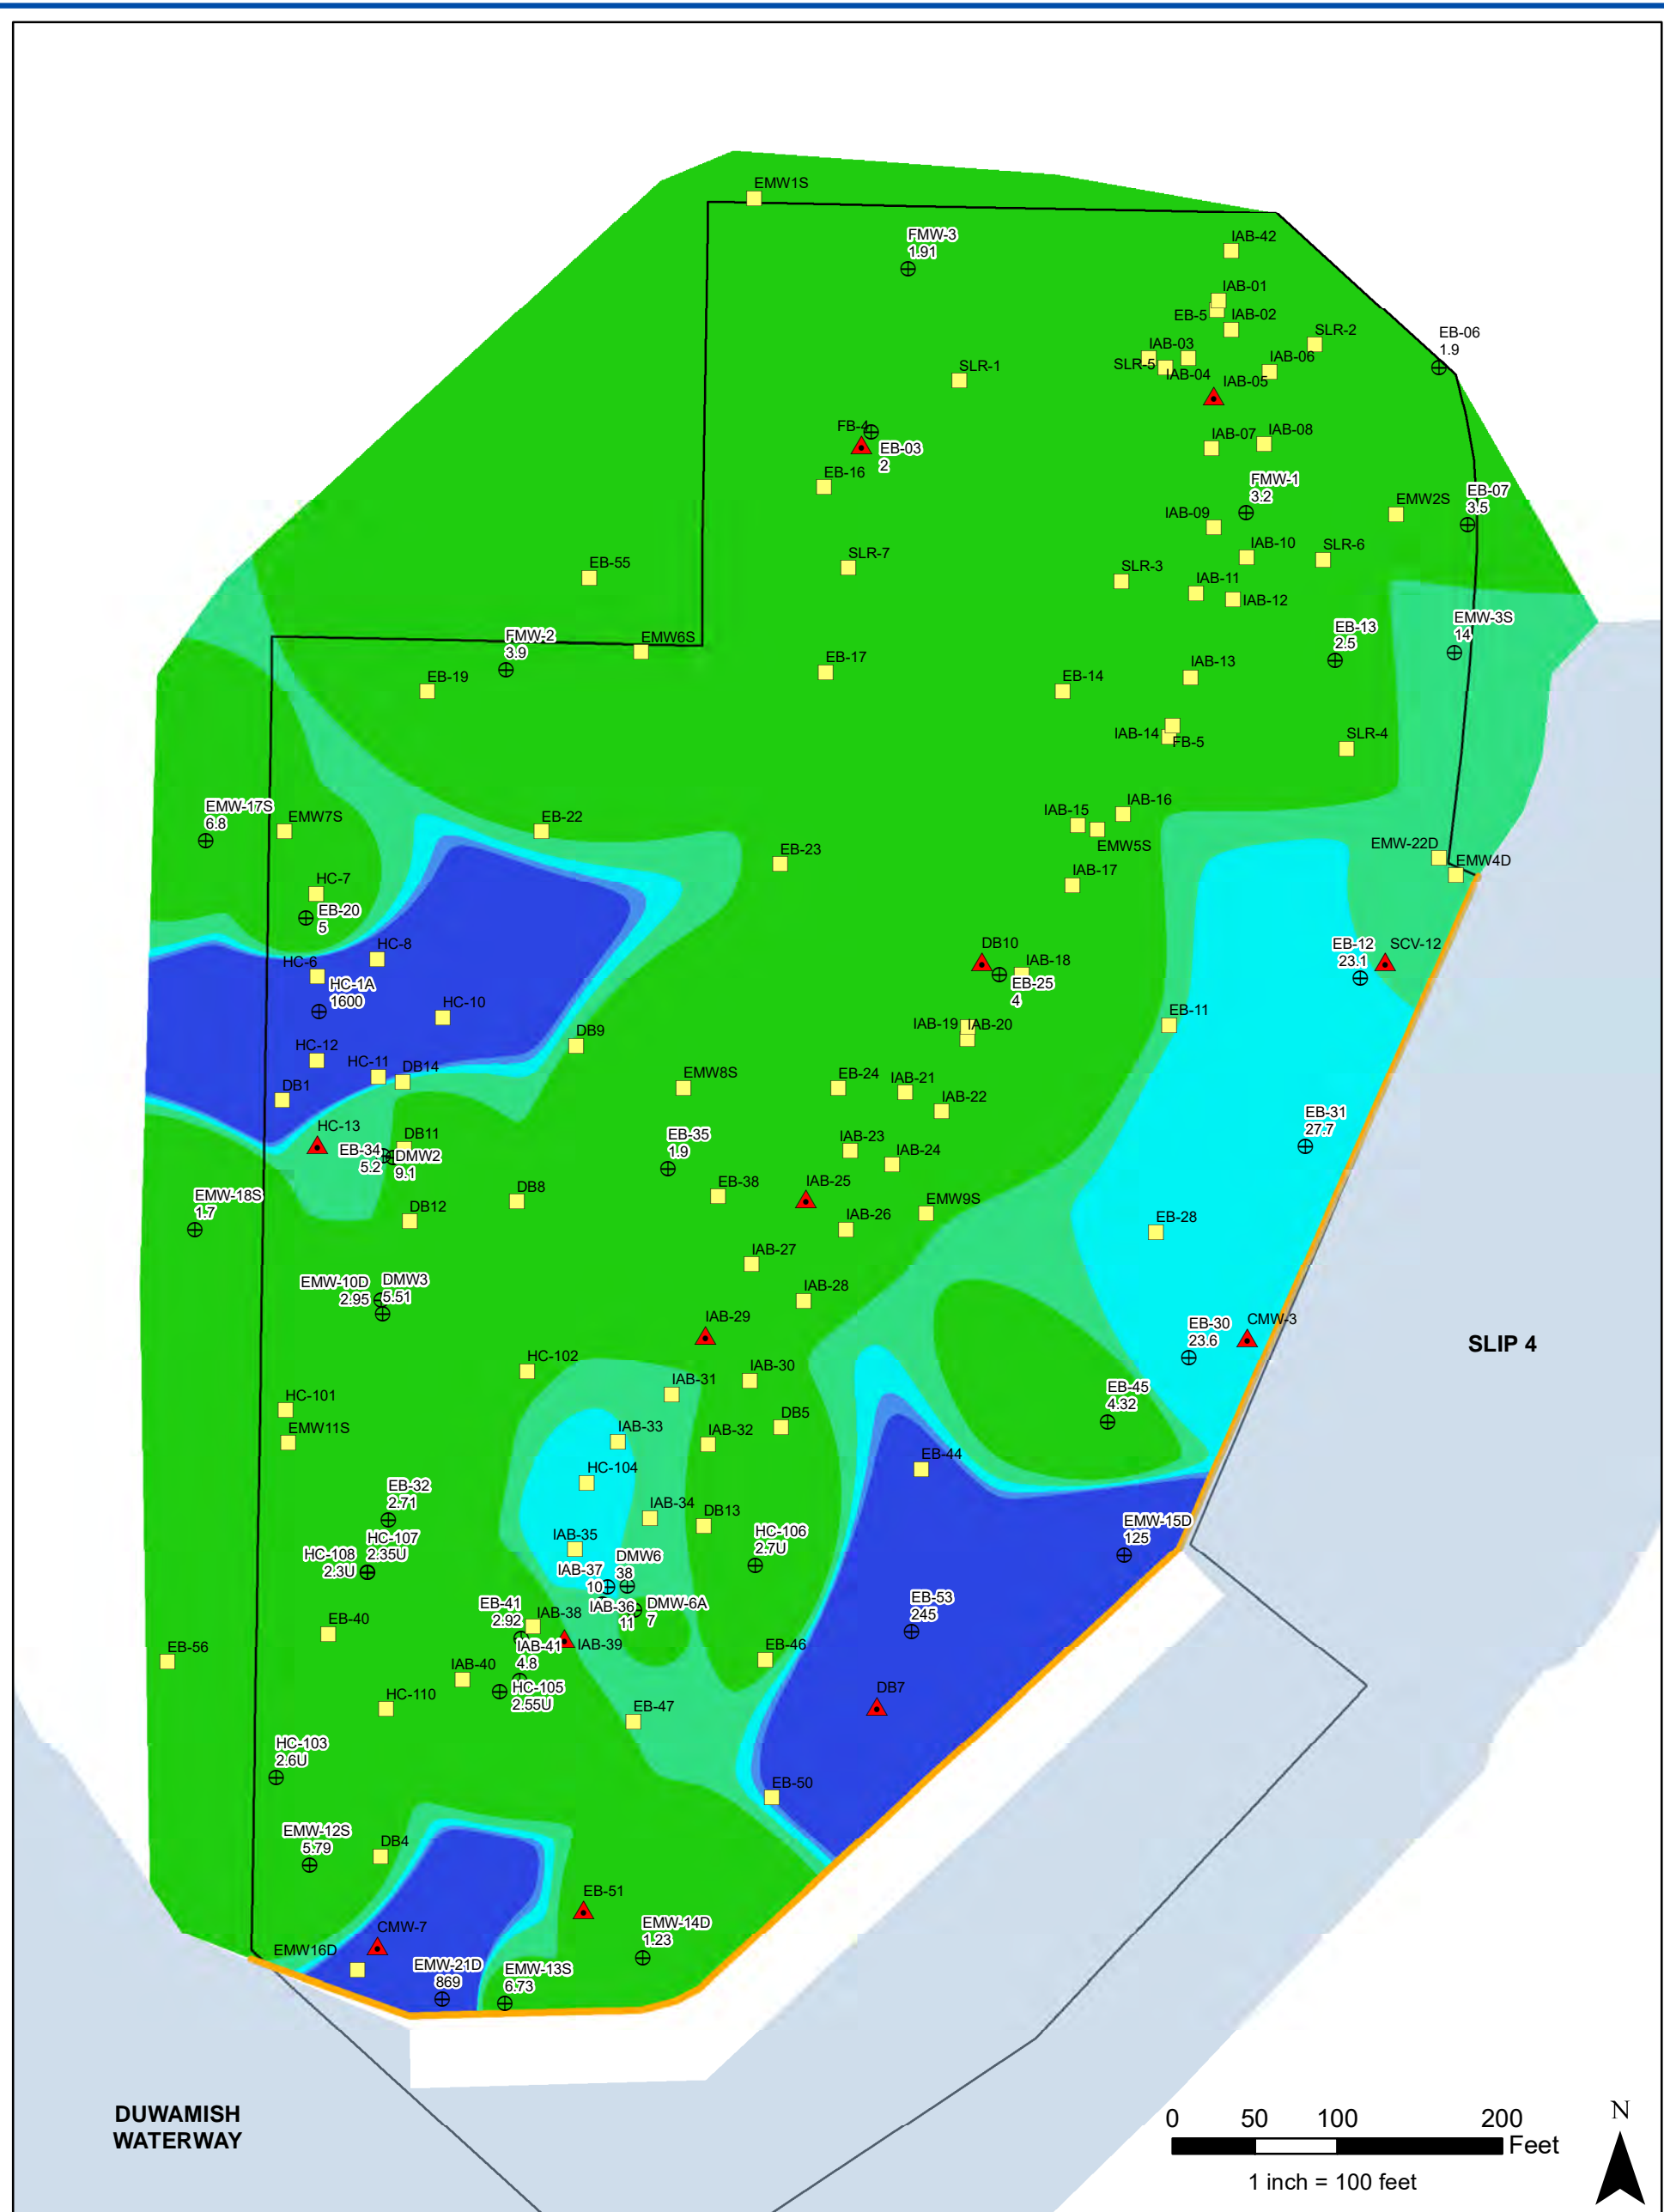 EMW1S
FMW-3
1.91
IAB-42
IAB-01
EB-5
IAB-02
SLR-2
EB-06
1.9
IAB-03
SLR-5
IAB-04
IAB-06
SLR-1
IAB-05
FB-4
EB-03
2
IAB-07
IAB-08
EB-16
FMW-1
3.2
EMW2S
EB-07
3.5
IAB-09
IAB-10
SLR-6
EB-55
SLR-7
SLR-3
IAB-11
IAB-12
FMW-2
3.9
EMW6S
EB-13
2.5
EMW-3S
14
EB-19
EB-17
EB-14
IAB-13
IAB-14
FB-5
SLR-4
EMW-17S
6.8
EMW7S
EB-22
EB-23
IAB-15
IAB-16
EMW5S
EMW-22D
EMW4D
HC-7
EB-20
5
IAB-17
HC-8
HC-6
HC-1A
1600
HC-10
DB10
IAB-18
EB-25
4
EB-12
23.1
SCV-12
IAB-19
IAB-20
EB-11
DB9
HC-12
HC-11
DB14
DB1
EMW8S
EB-24
IAB-21
IAB-22
HC-13
EB-34
5.2
DB11
DMW2
9.1
EB-35
1.9
IAB-23
IAB-24
EB-31
27.7
EMW-18S
1.7
DB12
DB8
EB-38
IAB-25
IAB-26
EMW9S
EB-28
IAB-27
EMW-10D
2.95
DMW3
5.51
IAB-28
IAB-29
EB-30
23.6
CMW-3
SLIP 4
HC-102
IAB-31
IAB-30
EB-45
4.32
HC-101
EMW11S
IAB-33
IAB-32
DB5
EB-44
HC-104
EB-32
2.71
IAB-34
DB13
EMW-15D
125
HC-107
2.35U
HC-108
2.3U
IAB-35
HC-106
2.7U
IAB-37
10
DMW6
38
IAB-36
11
DMW-6A
7
EB-53
245
EB-41
2.92
IAB-38
IAB-39
IAB-41
4.8
EB-40
EB-56
EB-46
IAB-40
HC-105
2.55U
HC-110
EB-47
DB7
HC-103
2.6U
EB-50
EMW-12S
5.79
DB4
EB-51
CMW-7
EMW16D
EMW-14D
1.23
EMW-21D
869
EMW-13S
6.73
DUWAMISH
WATERWAY
0 50 100 200
Feet
1 inch = 100 feet
N